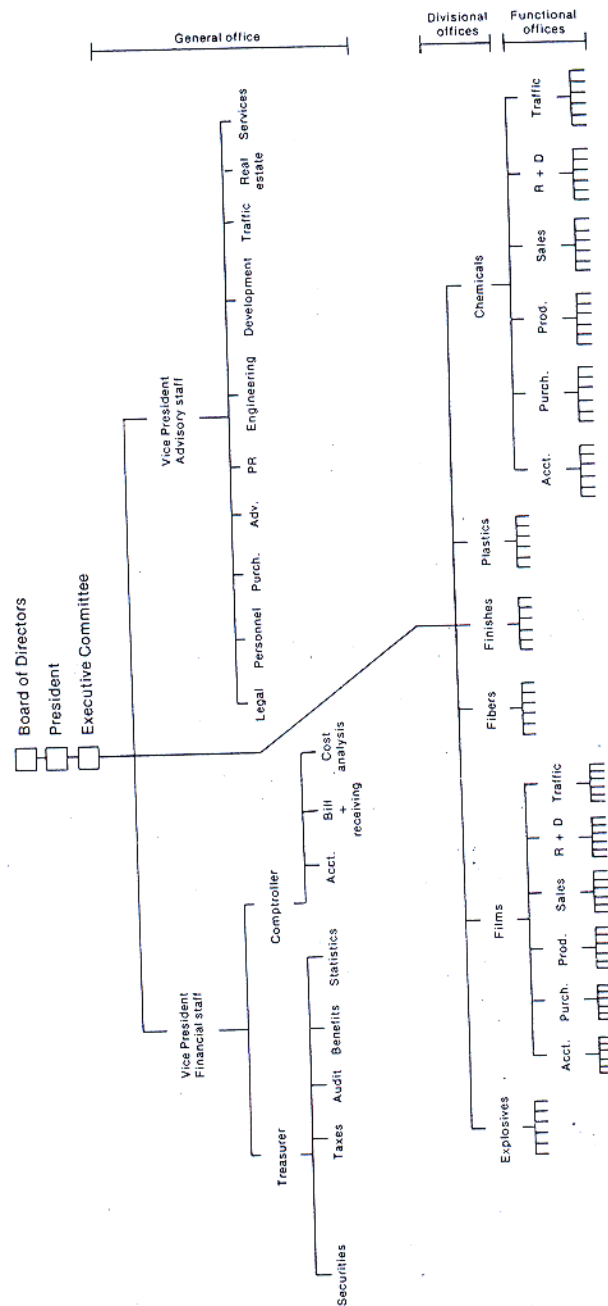 Board of Directors
President
Executive Committee
General office
Vice President
Financial staff
Vice President
Advisory staff
Treasurer
Comptroller
Securities
Taxes
Audit
Benefits
Statistics
Acct.
Bill
+
receiving
Cost
analysis
Legal
Personnel
Purch.
Adv.
PR
Engineering
Development
Traffic
Real
estate
Services
Divisional
offices
Explosives
Films
Fibers
Finishes
Plastics
Chemicals
Functional
offices
Acct.
Purch.
Prod.
Sales
R + D
Traffic
Acct.
Purch.
Prod.
Sales
R + D
Traffic